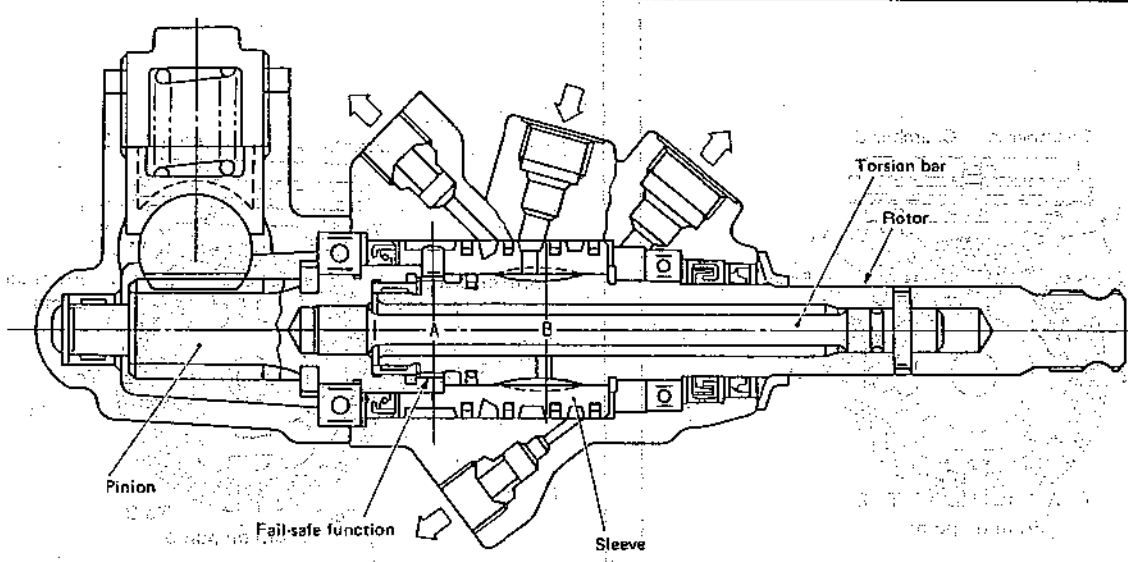 Torsion bar
Rotor
A
B
Pinion
Fail-safe function
Sleeve